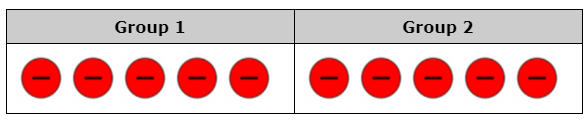 Group 1 Group 2
− − − − − − − − − −